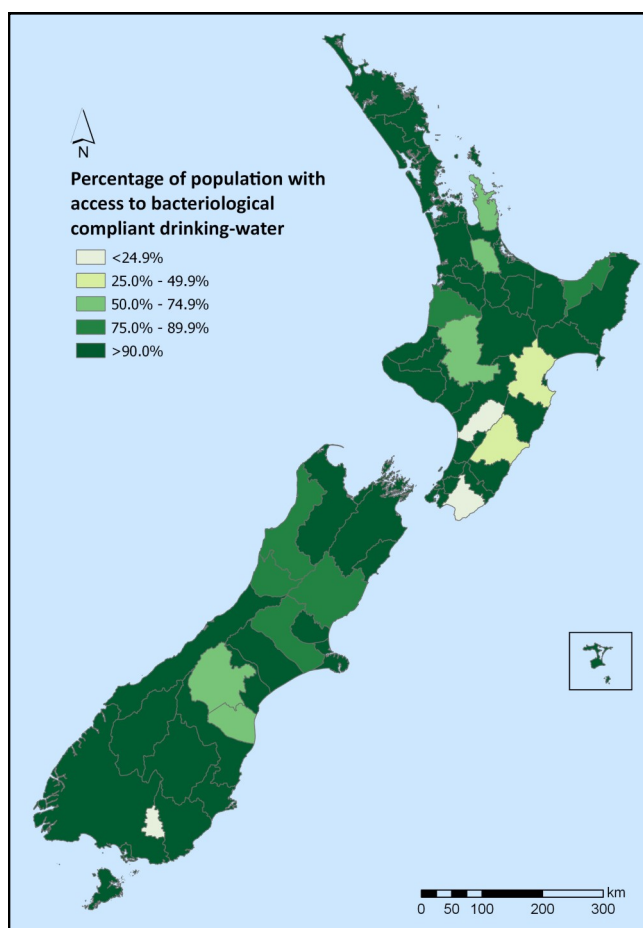 N
Percentage of population with
access to bacteriological
compliant drinking-water
<24.9%
25.0% - 49.9%
50.0% - 74.9%
75.0% - 89.9%
>90.0%
km
0 50 100 200 300